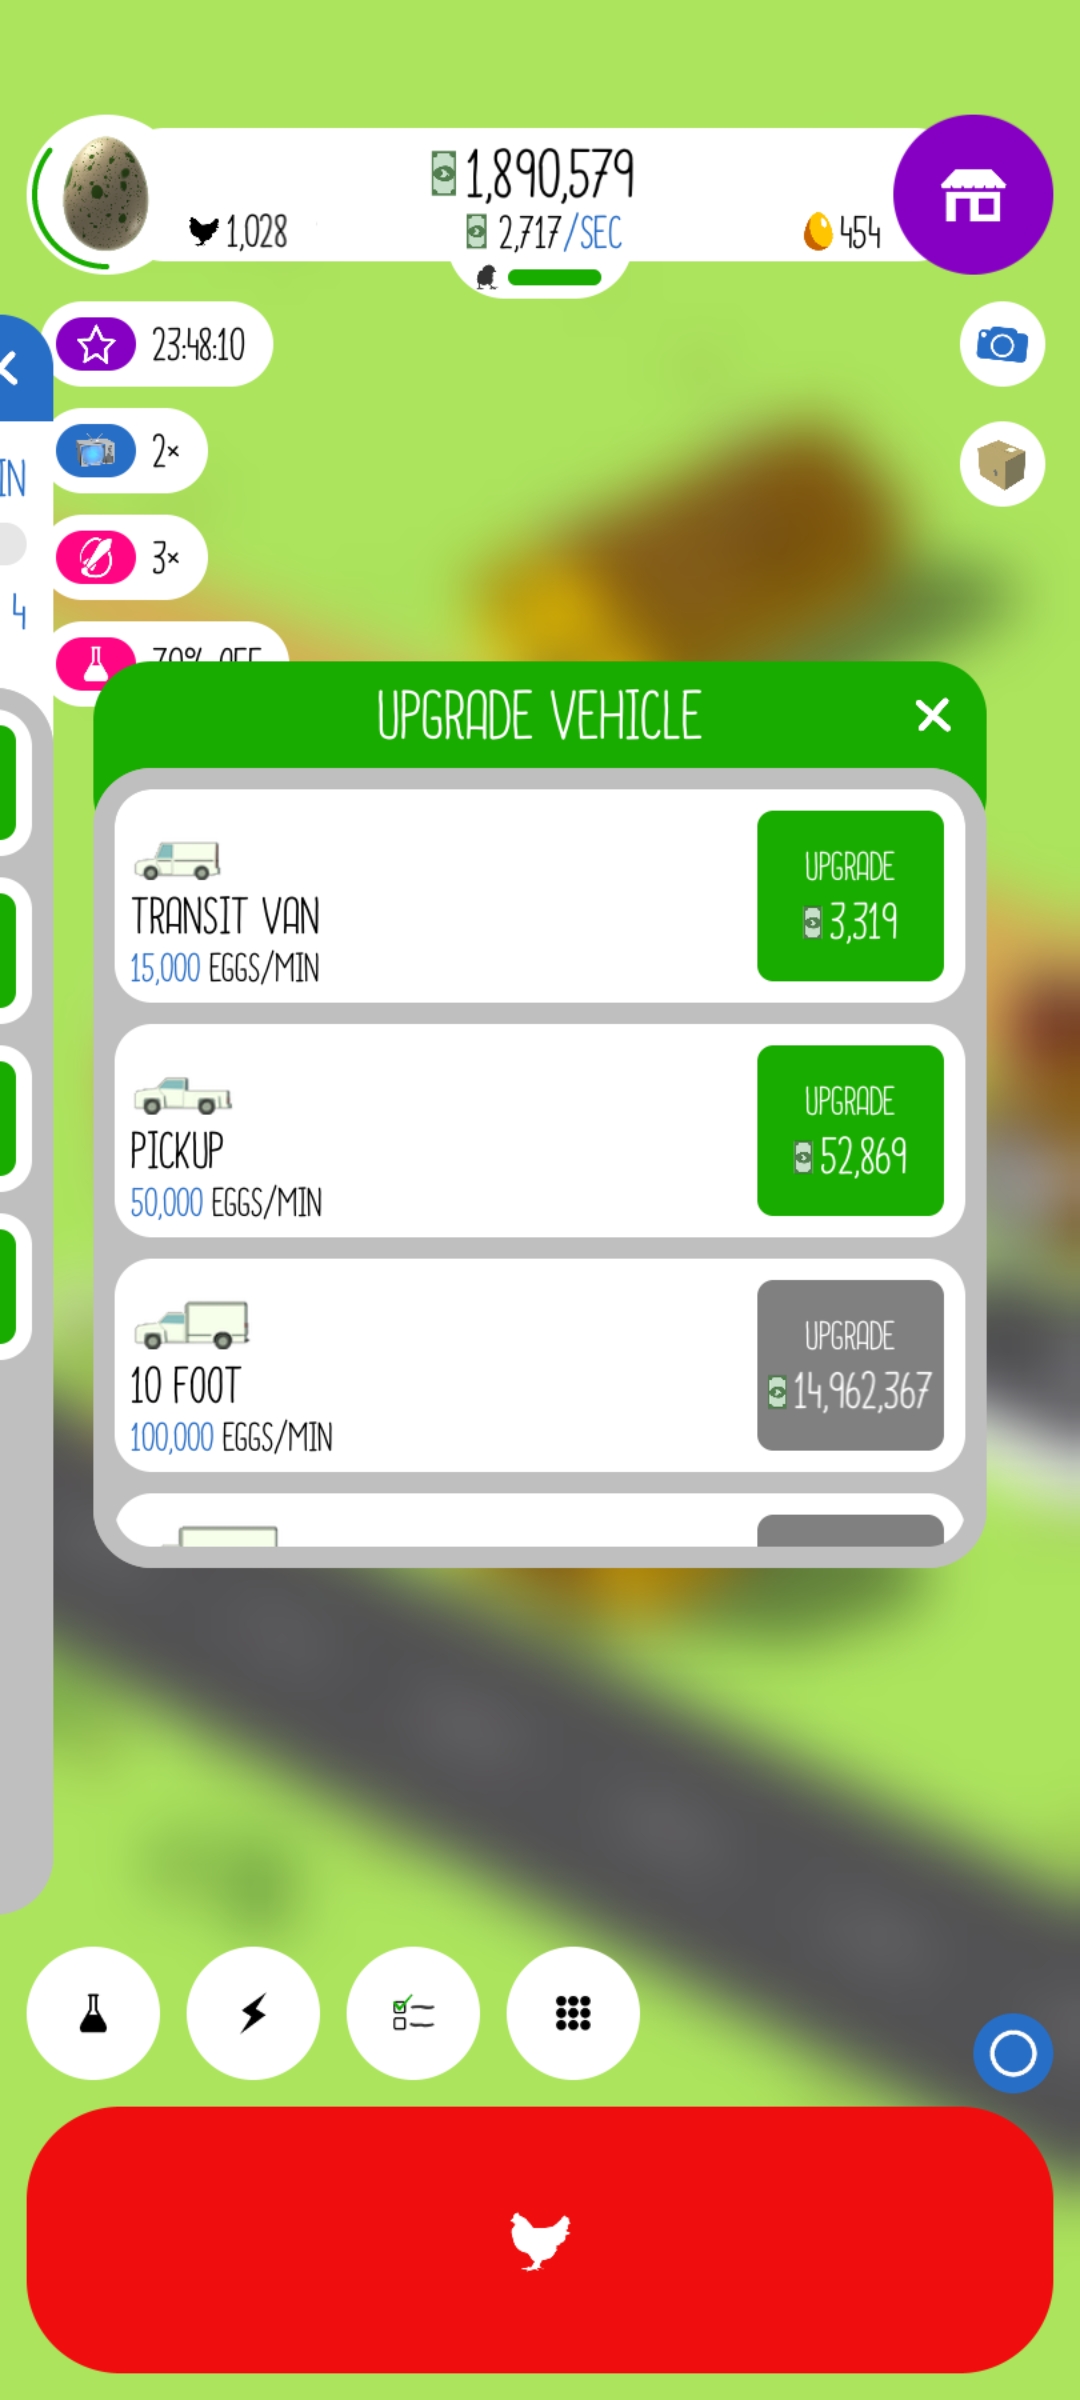 1,890,579
1,028
2,717/SEC
454
23:48:10
2×
IN
3×
4
70% OFF
UPGRADE VEHICLE
TRANSIT VAN
15,000 EGGS/MIN
UPGRADE
3,319
PICKUP
50,000 EGGS/MIN
UPGRADE
52,869
10 FOOT
100,000 EGGS/MIN
UPGRADE
14,962,367